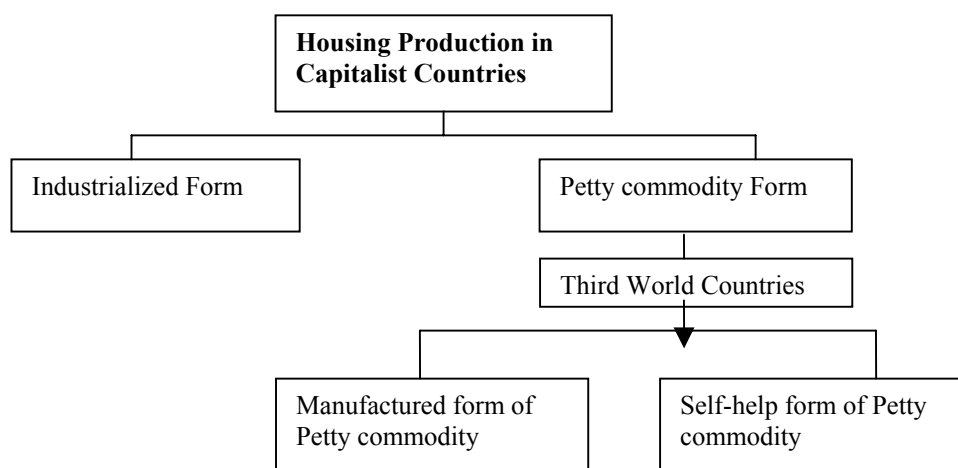 Housing Production in
Capitalist Countries
Industrialized Form
Petty commodity Form
Third World Countries
Manufactured form of
Petty commodity
Self-help form of Petty
commodity